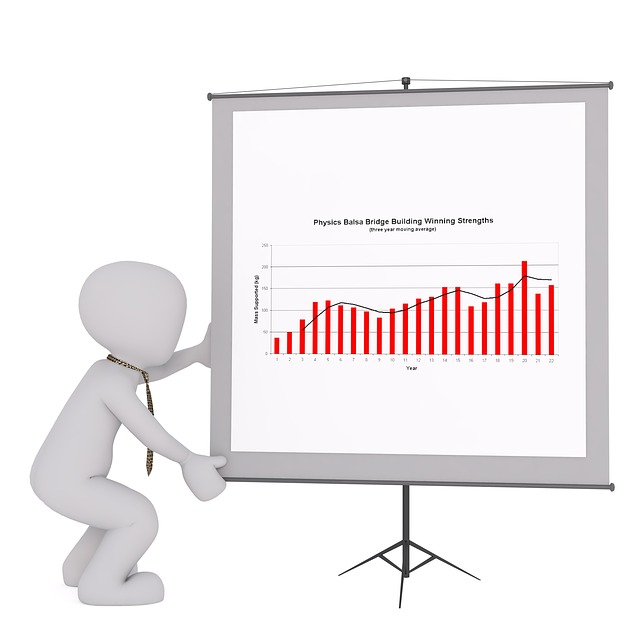 Physics Balsa Bridge Building Winning Strengths
(three year moving average)
Mass Supported (kg)
250
200
150
100
50
0
1 2 3 4 5 6 7 8 9 10 11 12 13 14 15 16 17 18 19 20 21 22
Year